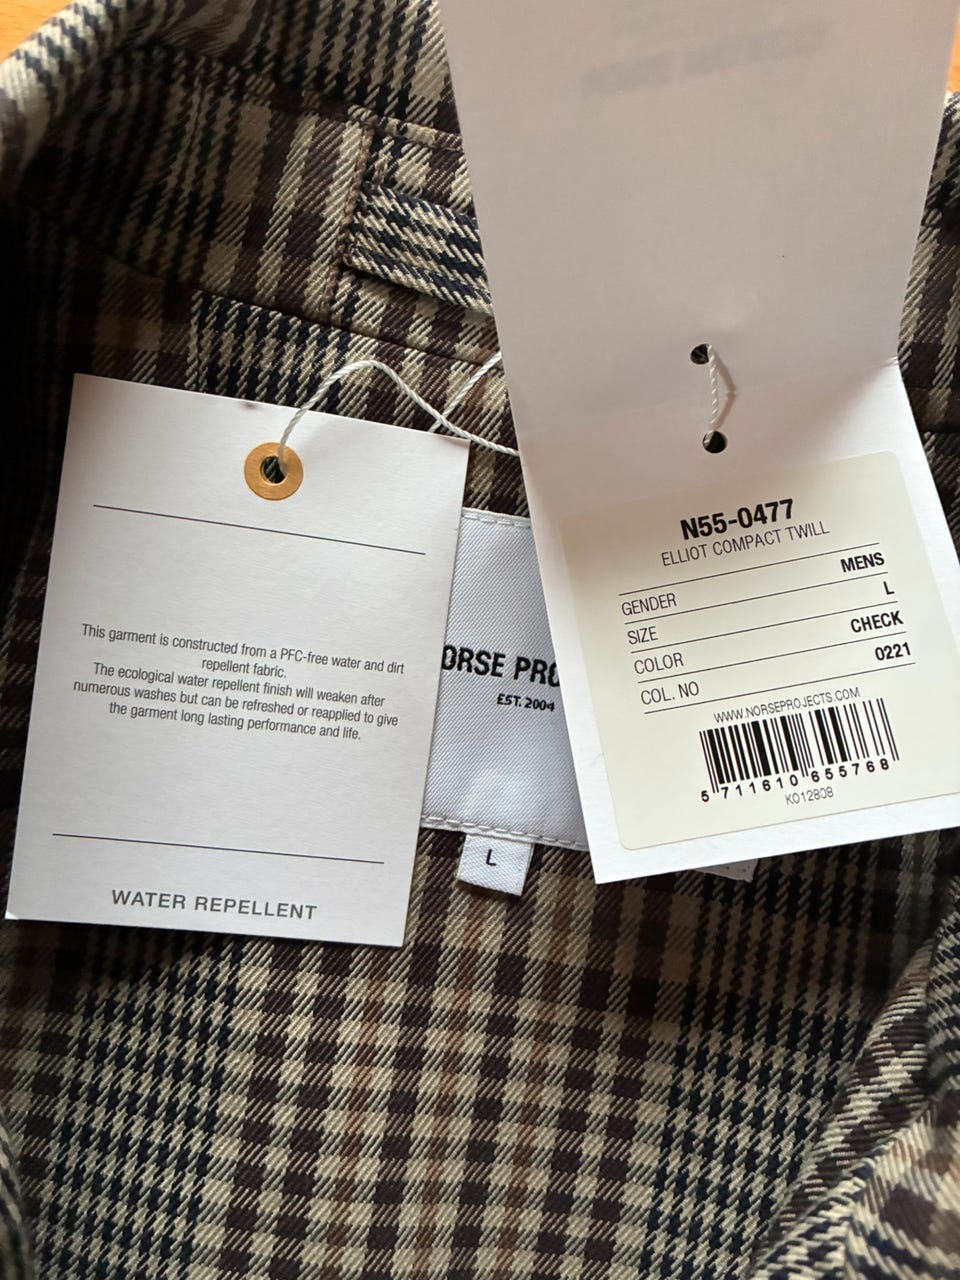 This garment is constructed from a PFC-free water and dirt
repellent fabric.
The ecological water repellent finish will weaken after
numerous washes but can be refreshed or reapplied to give
the garment long lasting performance and life.
WATER REPELLENT
ORSE PRO
EST. 2004
L
N55-0477
ELLIOT COMPACT TWILL
GENDER MENS
SIZE L
COLOR CHECK
COL. NO 0221
WWW.NORSEPROJECTS.COM
5 711610 655768
KO12808